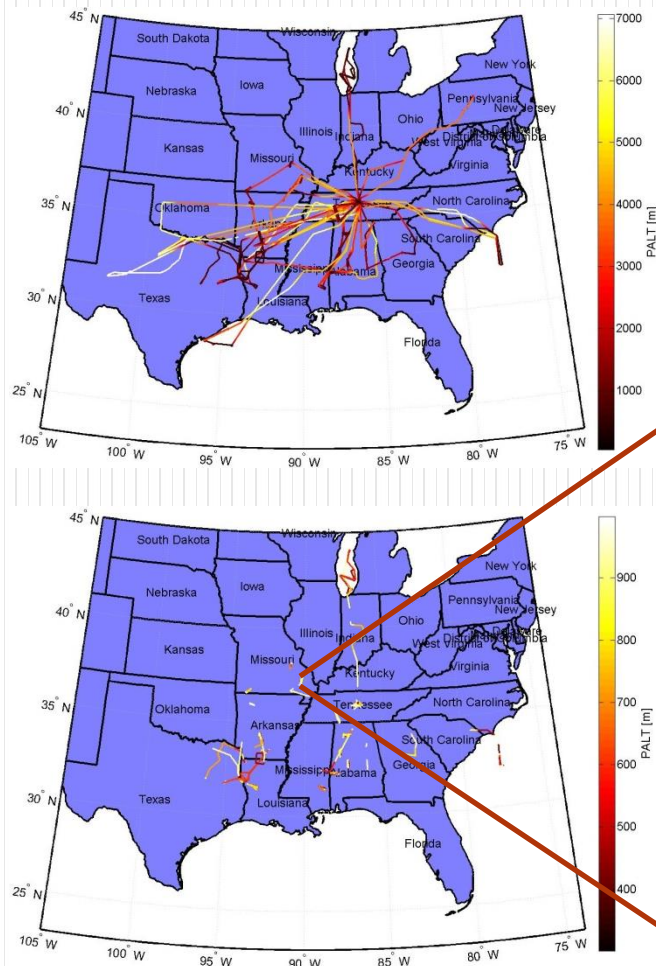 45° N
40° N
35° N
30° N
25° N
105° W
100° W
95° W
90° W
85° W
80° W
75° W
South Dakota
Wisconsin
Nebraska
Iowa
New York
Pennsylvania
New Jersey
Illinois
Indiana
Ohio
West Virginia
Kansas
Missouri
Kentucky
Virginia
Oklahoma
North Carolina
South Carolina
Mississippi
Alabama
Georgia
Texas
Louisiana
Florida
7000
6000
5000
4000
3000
2000
1000
PALT [m]
45° N
40° N
35° N
30° N
25° N
105° W
100° W
95° W
90° W
85° W
80° W
75° W
South Dakota
Wisconsin
Nebraska
Iowa
New York
Pennsylvania
New Jersey
Illinois
Indiana
Ohio
West Virginia
Kansas
Missouri
Kentucky
Virginia
Oklahoma
Arkansas
Tennessee
North Carolina
South Carolina
Mississippi
Alabama
Georgia
Texas
Louisiana
Florida
900
800
700
600
500
400
PALT [m]